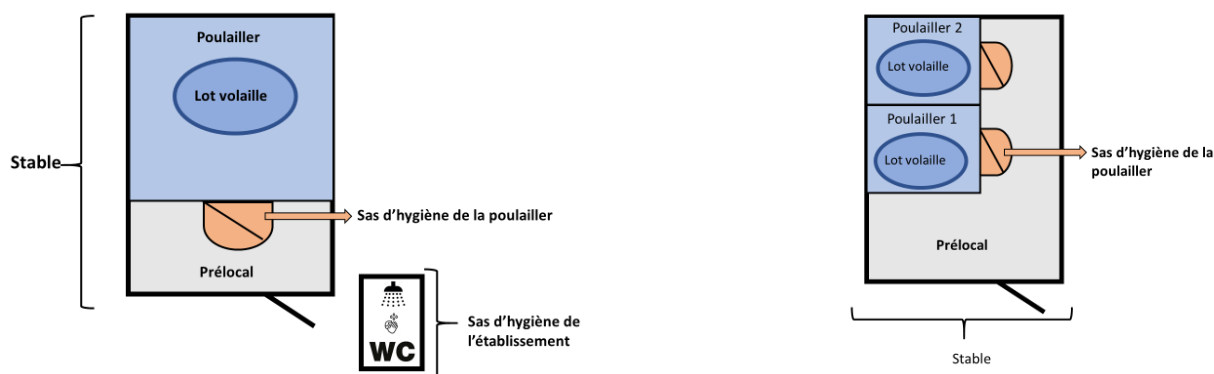 Poulailler
Lot volaille
Stable
Sas d'hygiène de la poulailler
Prélocal
Sas d'hygiène de
l'établissement
WC
Poulailler 2
Lot volaille
Poulailler 1
Lot volaille
Sas d'hygiène de la
poulailler
Prélocal
Stable